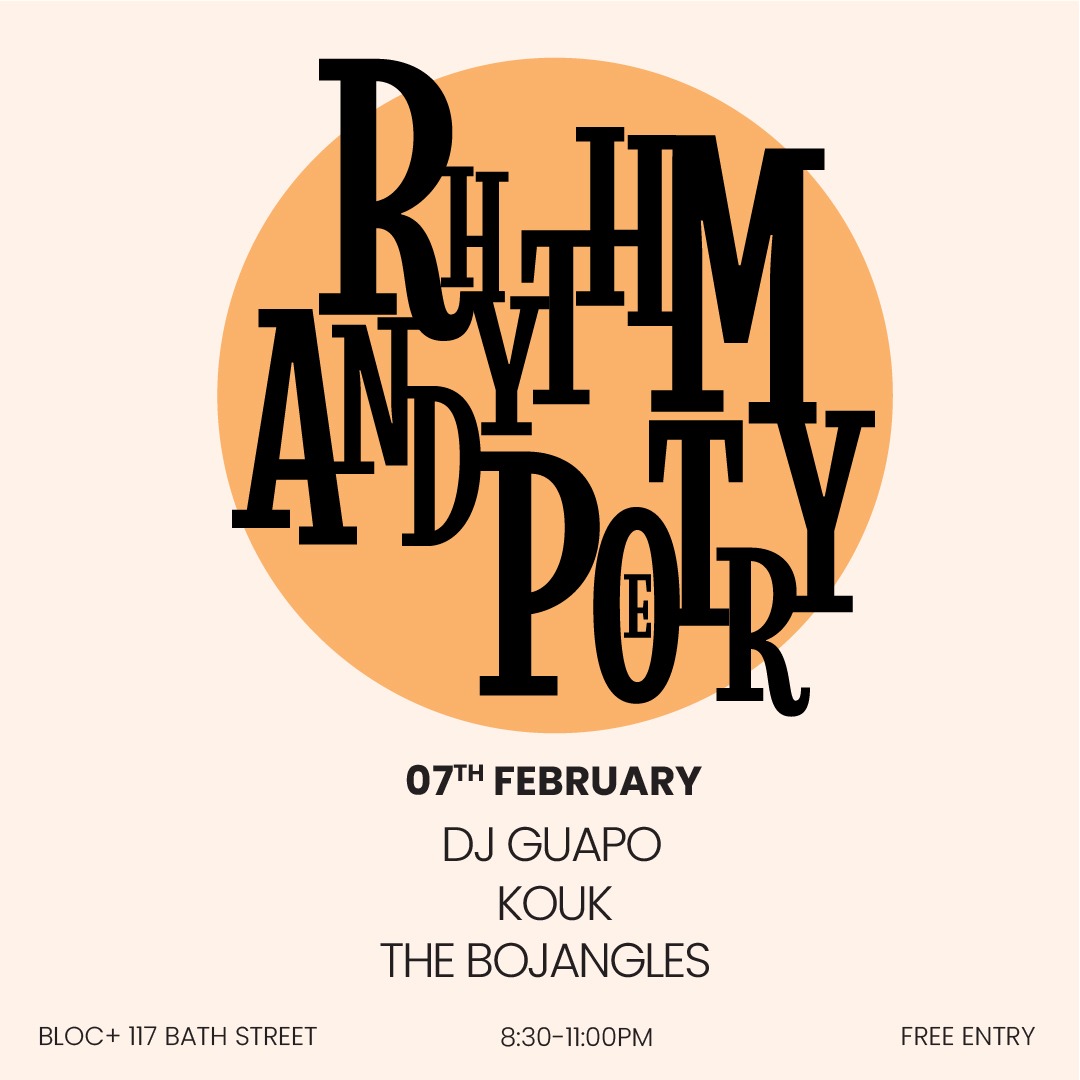 RHYTHM
AND
POETRY
07TH FEBRUARY
DJ GUAPO
KOUK
THE BOJANGLES
BLOC+ 117 BATH STREET
8:30-11:00PM
FREE ENTRY